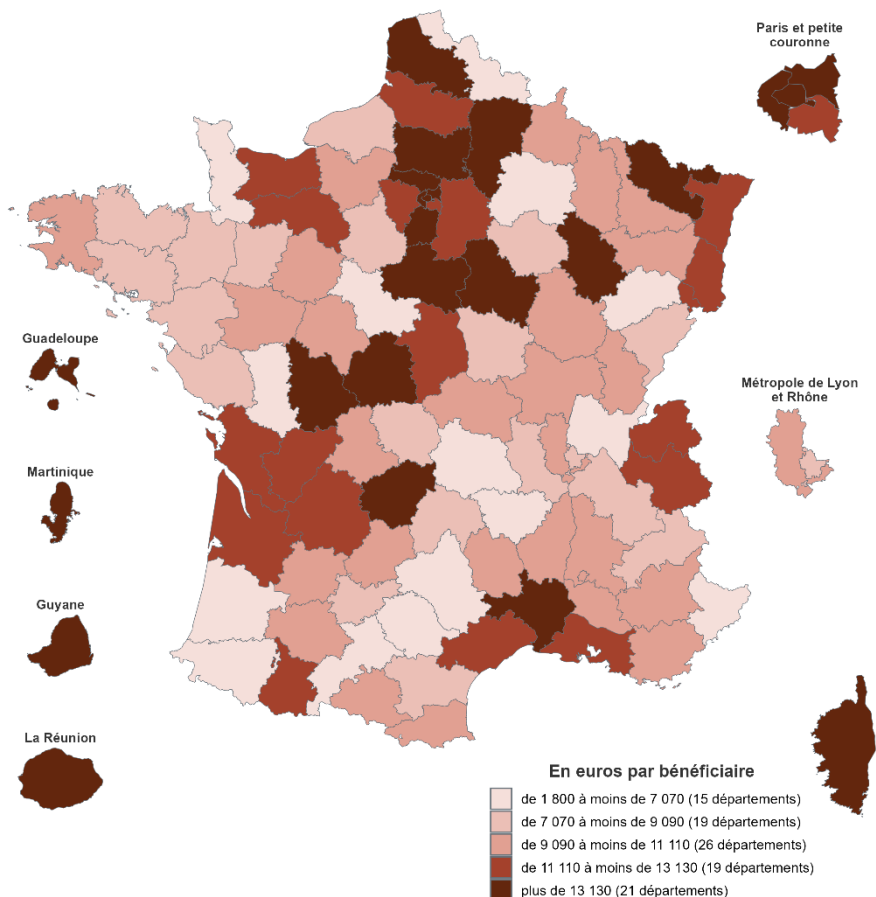 Paris et petite
couronne
Guadeloupe
Métropole de Lyon
et Rhône
Martinique
Guyane
La Réunion
En euros par bénéficiaire
de 1 800 à moins de 7 070 (15 départements)
de 7 070 à moins de 9 090 (19 départements)
de 9 090 à moins de 11 110 (26 départements)
de 11 110 à moins de 13 130 (19 départements)
plus de 13 130 (21 départements)